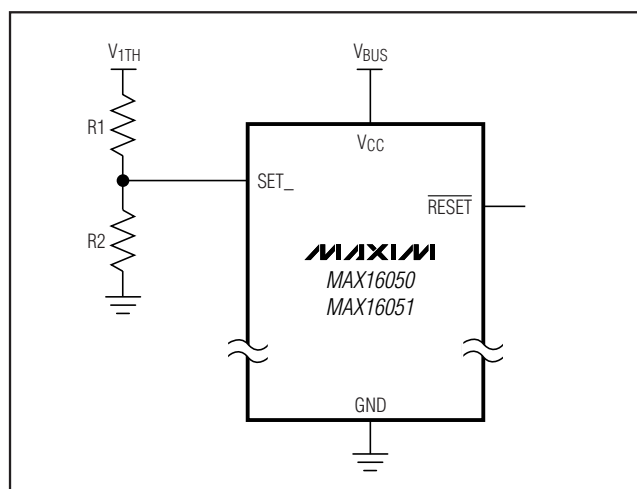 V1TH
VBUS
R1
VCC
SET_
RESET
R2
MAXIM
MAX16050
MAX16051
GND